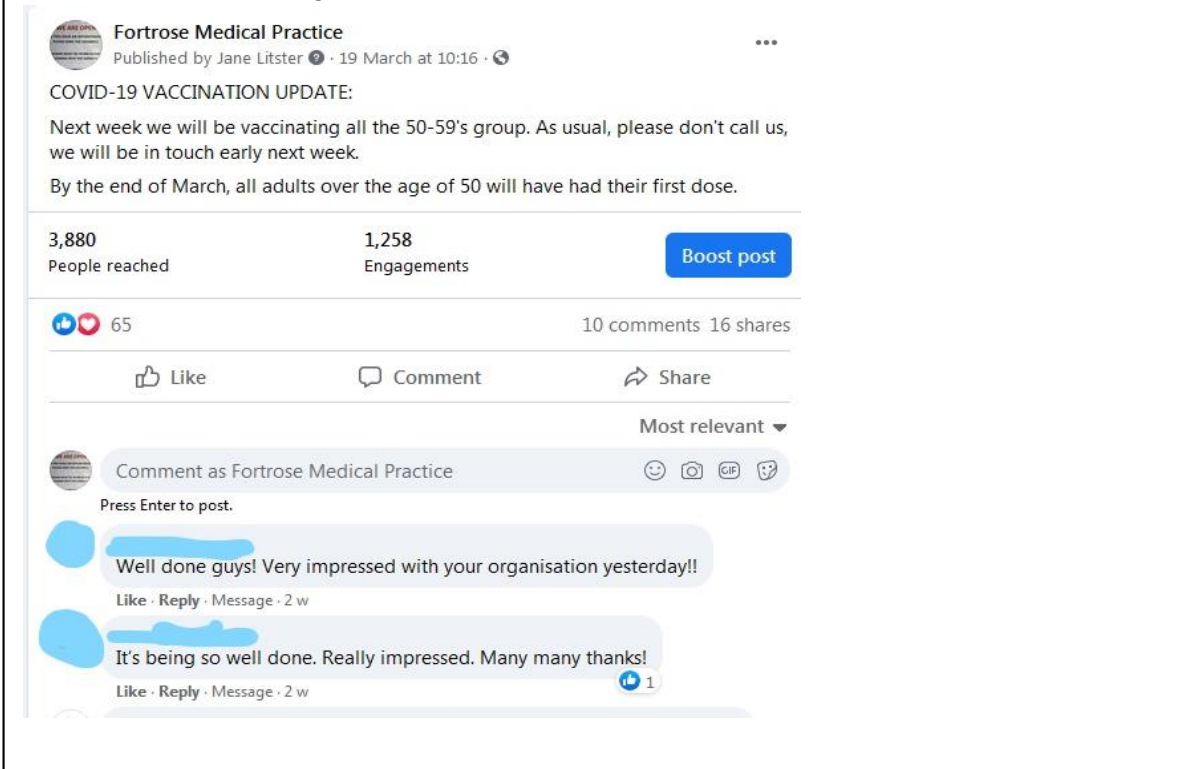 Fortrose Medical Practice
Published by Jane Litster · 19 March at 10:16 ·
COVID-19 VACCINATION UPDATE:
Next week we will be vaccinating all the 50-59's group. As usual, please don't call us,
we will be in touch early next week.
By the end of March, all adults over the age of 50 will have had their first dose.
3,880 1,258
People reached Engagements Boost post
65 10 comments 16 shares
Like Comment Share
Most relevant
Comment as Fortrose Medical Practice GIF
Press Enter to post.
Well done guys! Very impressed with your organisation yesterday!!
Like · Reply · Message · 2 w
It's being so well done. Really impressed. Many many thanks!
1
Like · Reply · Message · 2 w